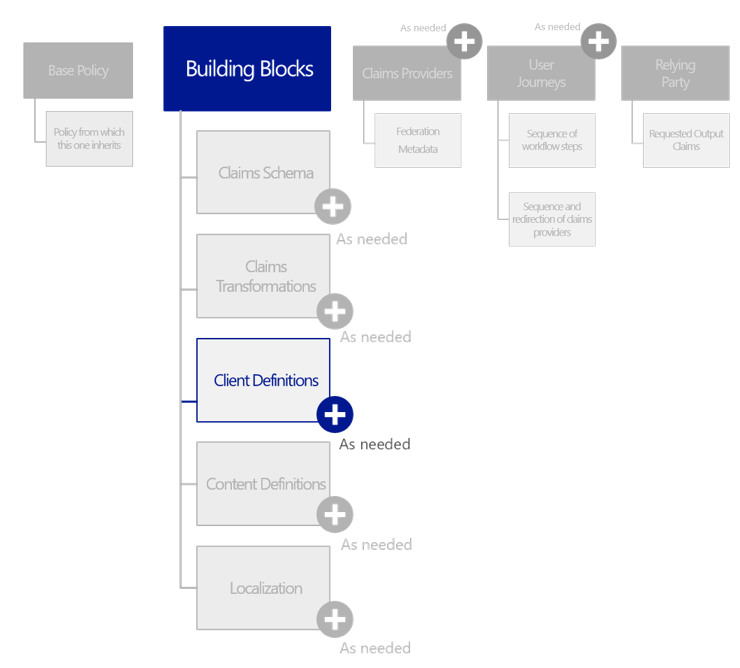 Base Policy
Policy from which
this one inherits
Building Blocks
Claims Schema
As needed
Claims
Transformations
As needed
Client Definitions
As needed
Content Definitions
As needed
Localization
As needed
As needed
Claims Providers
Federation
Metadata
As needed
User
Journeys
Sequence of
workflow steps
Sequence and
redirection of claims
providers
Relying
Party
Requested Output
Claims